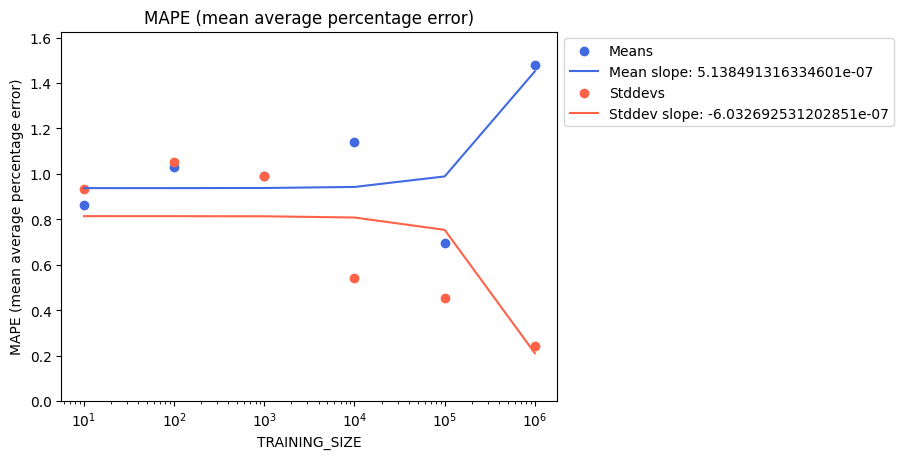 MAPE (mean average percentage error)
1.6
1.4
1.2
1.0
0.8
0.6
0.4
0.2
0.0
MAPE (mean average percentage error)
10¹
10²
10³
10⁴
10⁵
10⁶
TRAINING_SIZE
Means
Mean slope: 5.138491316334601e-07
Stddevs
Stddev slope: -6.032692531202851e-07